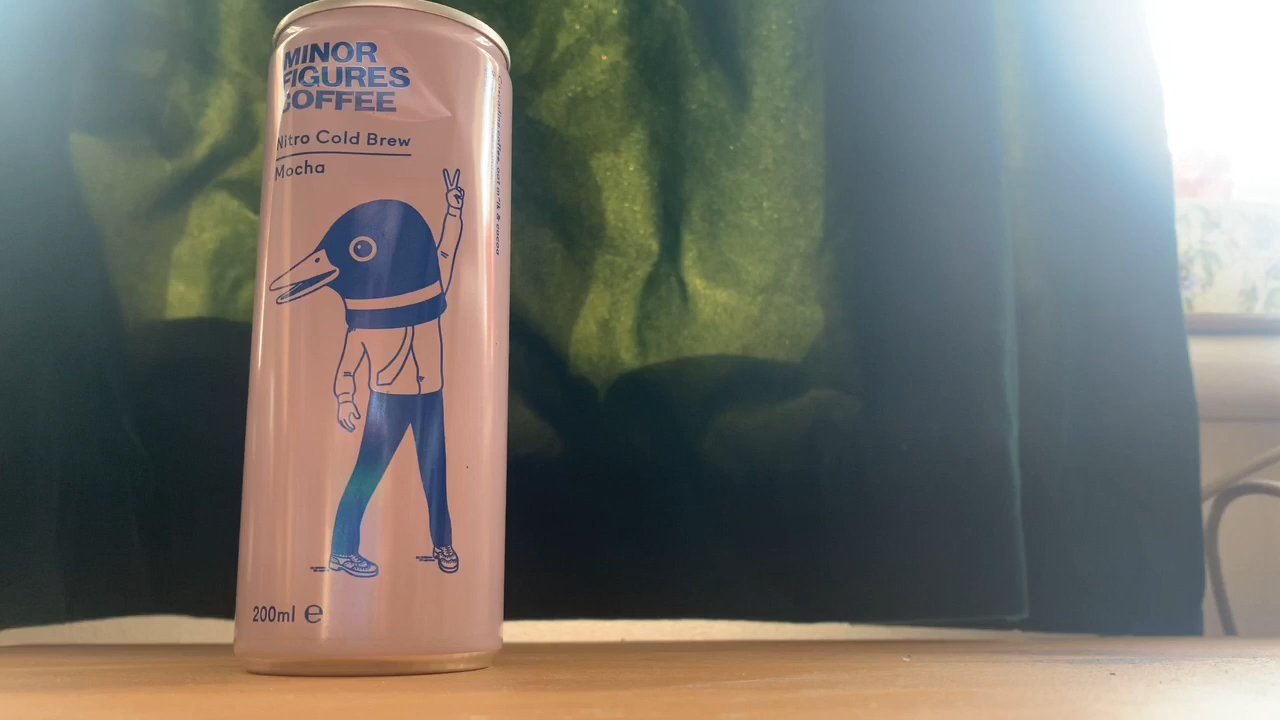 MINOR
FIGURES
COFFEE
Nitro Cold Brew
Mocha
200ml ℮